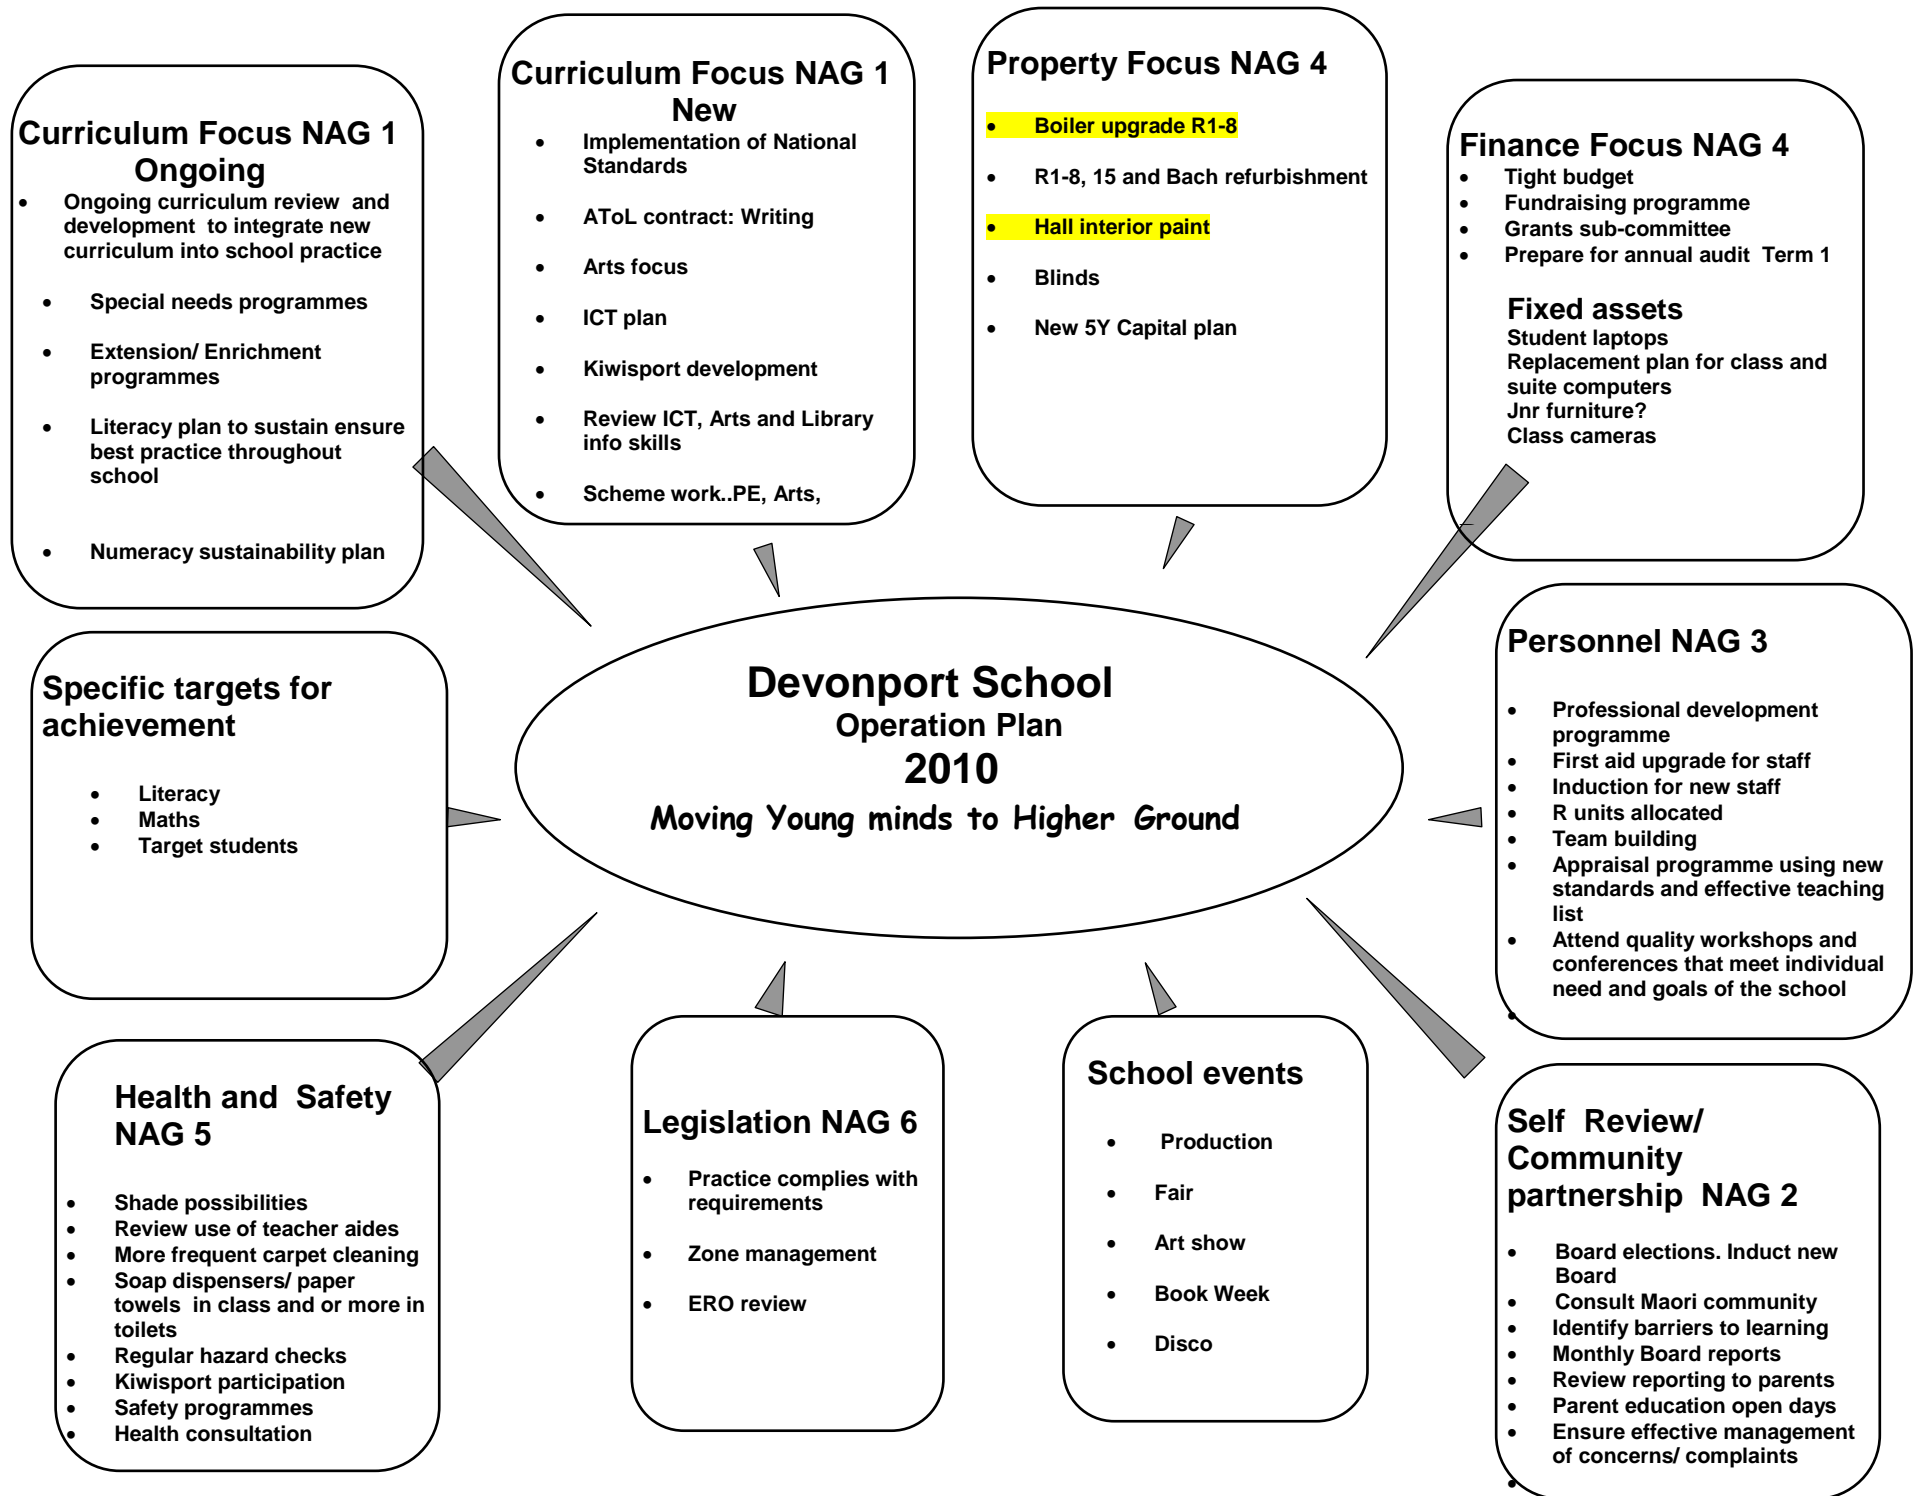 Curriculum Focus NAG 1
Ongoing
• Ongoing curriculum review and
development to integrate new
curriculum into school practice
• Special needs programmes
• Extension/ Enrichment
programmes
• Literacy plan to sustain ensure
best practice throughout
school
• Numeracy sustainability plan
Curriculum Focus NAG 1
New
• Implementation of National
Standards
• AToL contract: Writing
• Arts focus
• ICT plan
• Kiwisport development
• Review ICT, Arts and Library
info skills
• Scheme work..PE, Arts,
Property Focus NAG 4
• Boiler upgrade R1-8
• R1-8, 15 and Bach refurbishment
• Hall interior paint
• Blinds
• New 5Y Capital plan
Finance Focus NAG 4
• Tight budget
• Fundraising programme
• Grants sub-committee
• Prepare for annual audit Term 1
Fixed assets
Student laptops
Replacement plan for class and
suite computers
Jnr furniture?
Class cameras
Specific targets for
achievement
• Literacy
• Maths
• Target students
Devonport School
Operation Plan
2010
Moving Young minds to Higher Ground
Personnel NAG 3
• Professional development
programme
• First aid upgrade for staff
• Induction for new staff
• R units allocated
• Team building
• Appraisal programme using new
standards and effective teaching
list
• Attend quality workshops and
conferences that meet individual
need and goals of the school
•
Health and Safety
NAG 5
• Shade possibilities
• Review use of teacher aides
• More frequent carpet cleaning
• Soap dispensers/ paper
towels in class and or more in
toilets
• Regular hazard checks
• Kiwisport participation
• Safety programmes
• Health consultation
Legislation NAG 6
• Practice complies with
requirements
• Zone management
• ERO review
School events
• Production
• Fair
• Art show
• Book Week
• Disco
Self Review/
Community
partnership NAG 2
• Board elections. Induct new
Board
• Consult Maori community
• Identify barriers to learning
• Monthly Board reports
• Review reporting to parents
• Parent education open days
• Ensure effective management
of concerns/ complaints
•